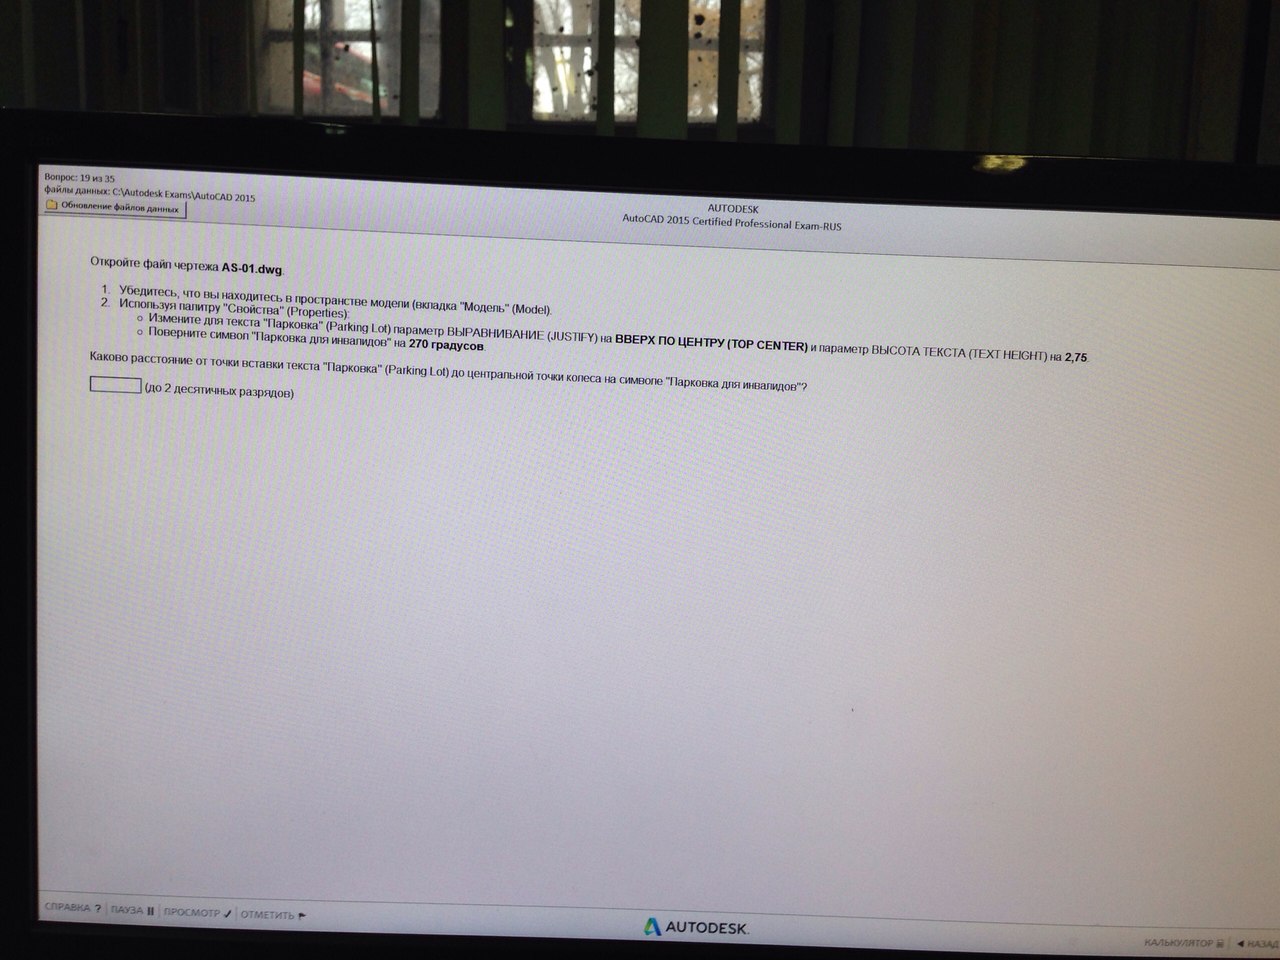 Вопрос: 19 из 35
файлы данных: C:\Autodesk Exams\AutoCAD 2015
Обновление файлов данных
AUTODESK
AutoCAD 2015 Certified Professional Exam-RUS
Откройте файл чертежа AS-01.dwg.
1. Убедитесь, что вы находитесь в пространстве модели (вкладка "Модель" (Model).
2. Используя палитру "Свойства" (Properties):
Измените для текста "Парковка" (Parking Lot) параметр ВЫРАВНИВАНИЕ (JUSTIFY) на ВВЕРХ ПО ЦЕНТРУ (TOP CENTER) и параметр ВЫСОТА ТЕКСТА (TEXT HEIGHT) на 2,75.
Поверните символ "Парковка для инвалидов" на 270 градусов.
Каково расстояние от точки вставки текста "Парковка" (Parking Lot) до центральной точки колеса на символе "Парковка для инвалидов"?
(до 2 десятичных разрядов)
СПРАВКА ?
ПАУЗА
ПРОСМОТР
ОТМЕТИТЬ
AUTODESK.
КАЛЬКУЛЯТОР
НАЗАД